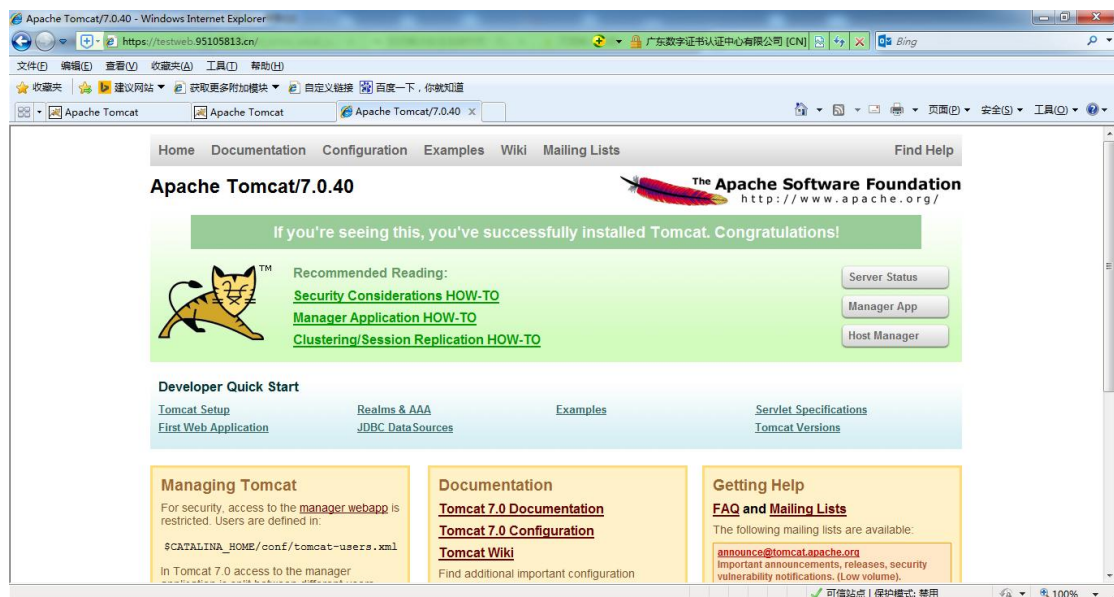 Apache Tomcat/7.0.40 - Windows Internet Explorer
https://testweb.95105813.cn/ 广东数字证书认证中心有限公司 [CN] Bing
文件(F) 编辑(E) 查看(V) 收藏夹(A) 工具(T) 帮助(H)
收藏夹 建议网站 ▼ 获取更多附加模块 ▼ 自定义链接 百度一下,你就知道
Apache Tomcat Apache Tomcat Apache Tomcat/7.0.40 页面(P) 安全(S) 工具(O)
Home Documentation Configuration Examples Wiki Mailing Lists Find Help
Apache Tomcat/7.0.40
The Apache Software Foundation
http://www.apache.org/
If you're seeing this, you've successfully installed Tomcat. Congratulations!
TM
Recommended Reading:
Security Considerations HOW-TO
Manager Application HOW-TO
Clustering/Session Replication HOW-TO
Server Status
Manager App
Host Manager
Developer Quick Start
Tomcat Setup Realms & AAA Examples Servlet Specifications
First Web Application JDBC DataSources Tomcat Versions
Managing Tomcat
For security, access to the manager webapp is
restricted. Users are defined in:
$CATALINA_HOME/conf/tomcat-users.xml
In Tomcat 7.0 access to the manager
application is split between different users.
Documentation
Tomcat 7.0 Documentation
Tomcat 7.0 Configuration
Tomcat Wiki
Find additional important configuration
Getting Help
FAQ and Mailing Lists
The following mailing lists are available:
announce@tomcat.apache.org
Important announcements, releases, security
vulnerability notifications. (Low volume).
可信站点 | 保护模式: 禁用 100%